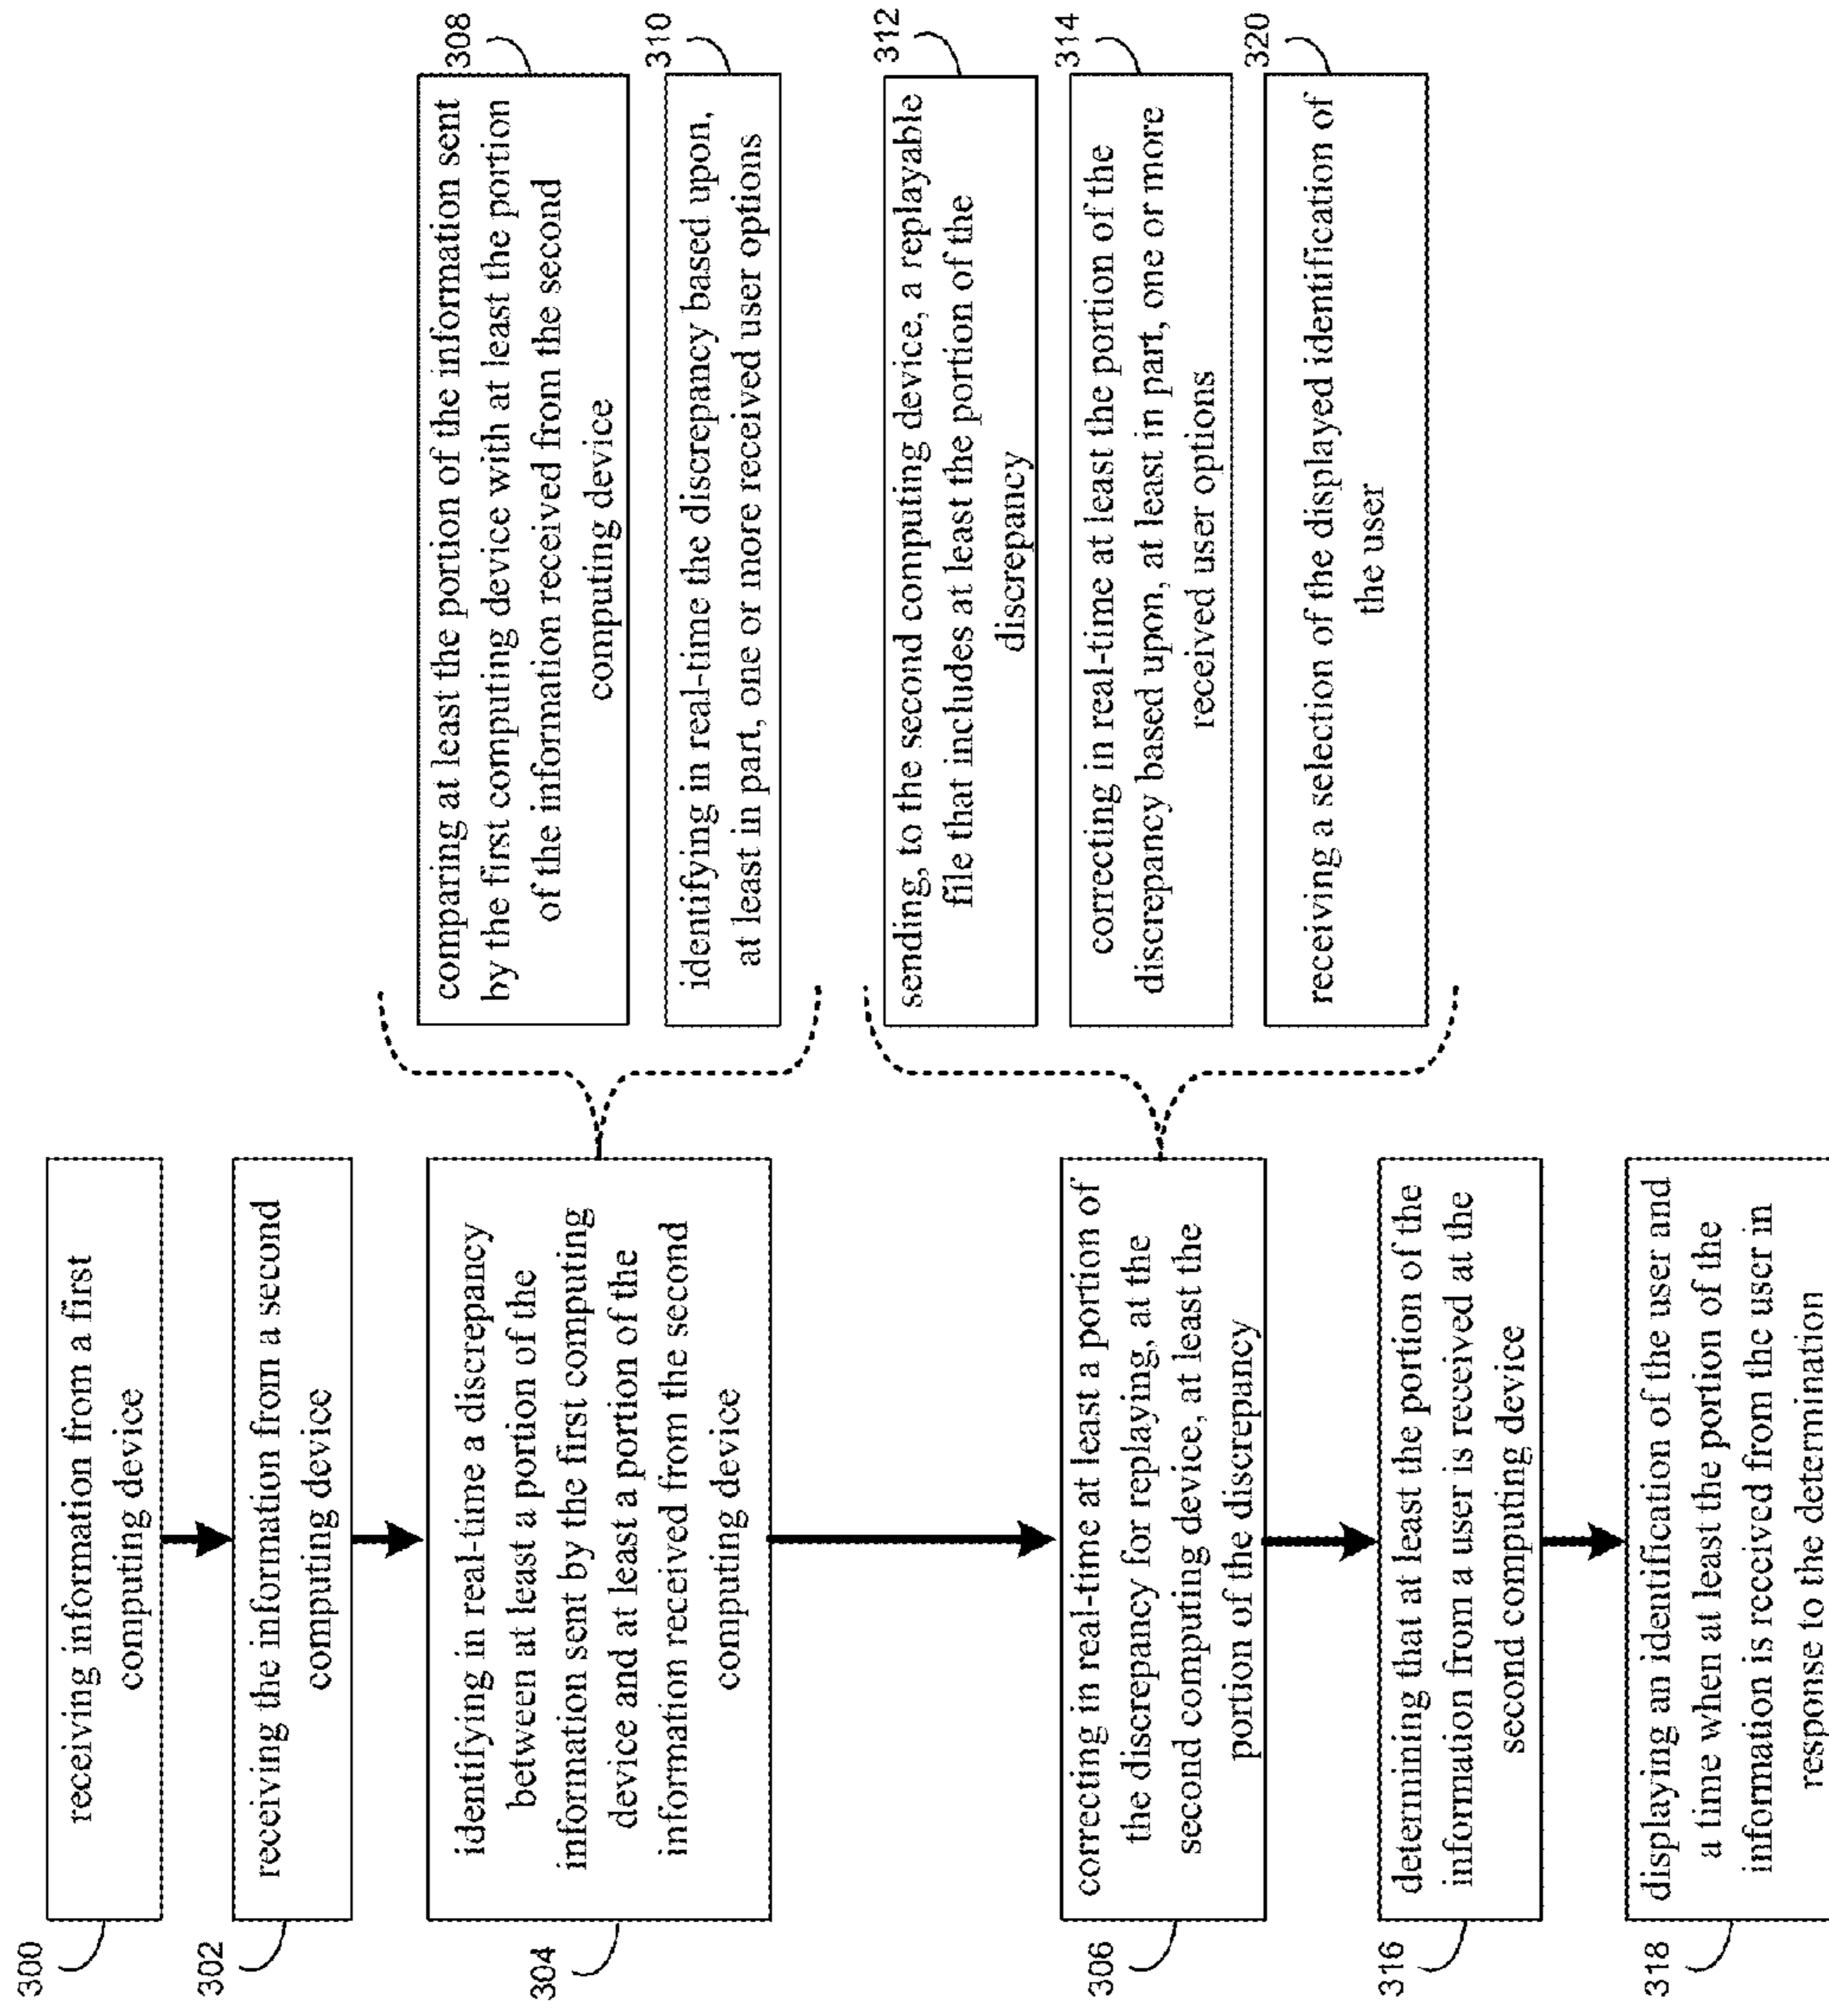 300
receiving information from a first
computing device
302
receiving the information from a second
computing device
304
identifying in real-time a discrepancy
between at least a portion of the
information sent by the first computing
device and at least a portion of the
information received from the second
computing device
308
comparing at least the portion of the information sent
by the first computing device with at least the portion
of the information received from the second
computing device
310
identifying in real-time the discrepancy based upon,
at least in part, one or more received user options
306
correcting in real-time at least a portion of
the discrepancy for replaying, at the
second computing device, at least the
portion of the discrepancy
312
sending, to the second computing device, a replayable
file that includes at least the portion of the
discrepancy
314
correcting in real-time at least the portion of the
discrepancy based upon, at least in part, one or more
received user options
320
receiving a selection of the displayed identification of
the user
316
determining that at least the portion of the
information from a user is received at the
second computing device
318
displaying an identification of the user and
a time when at least the portion of the
information is received from the user in
response to the determination